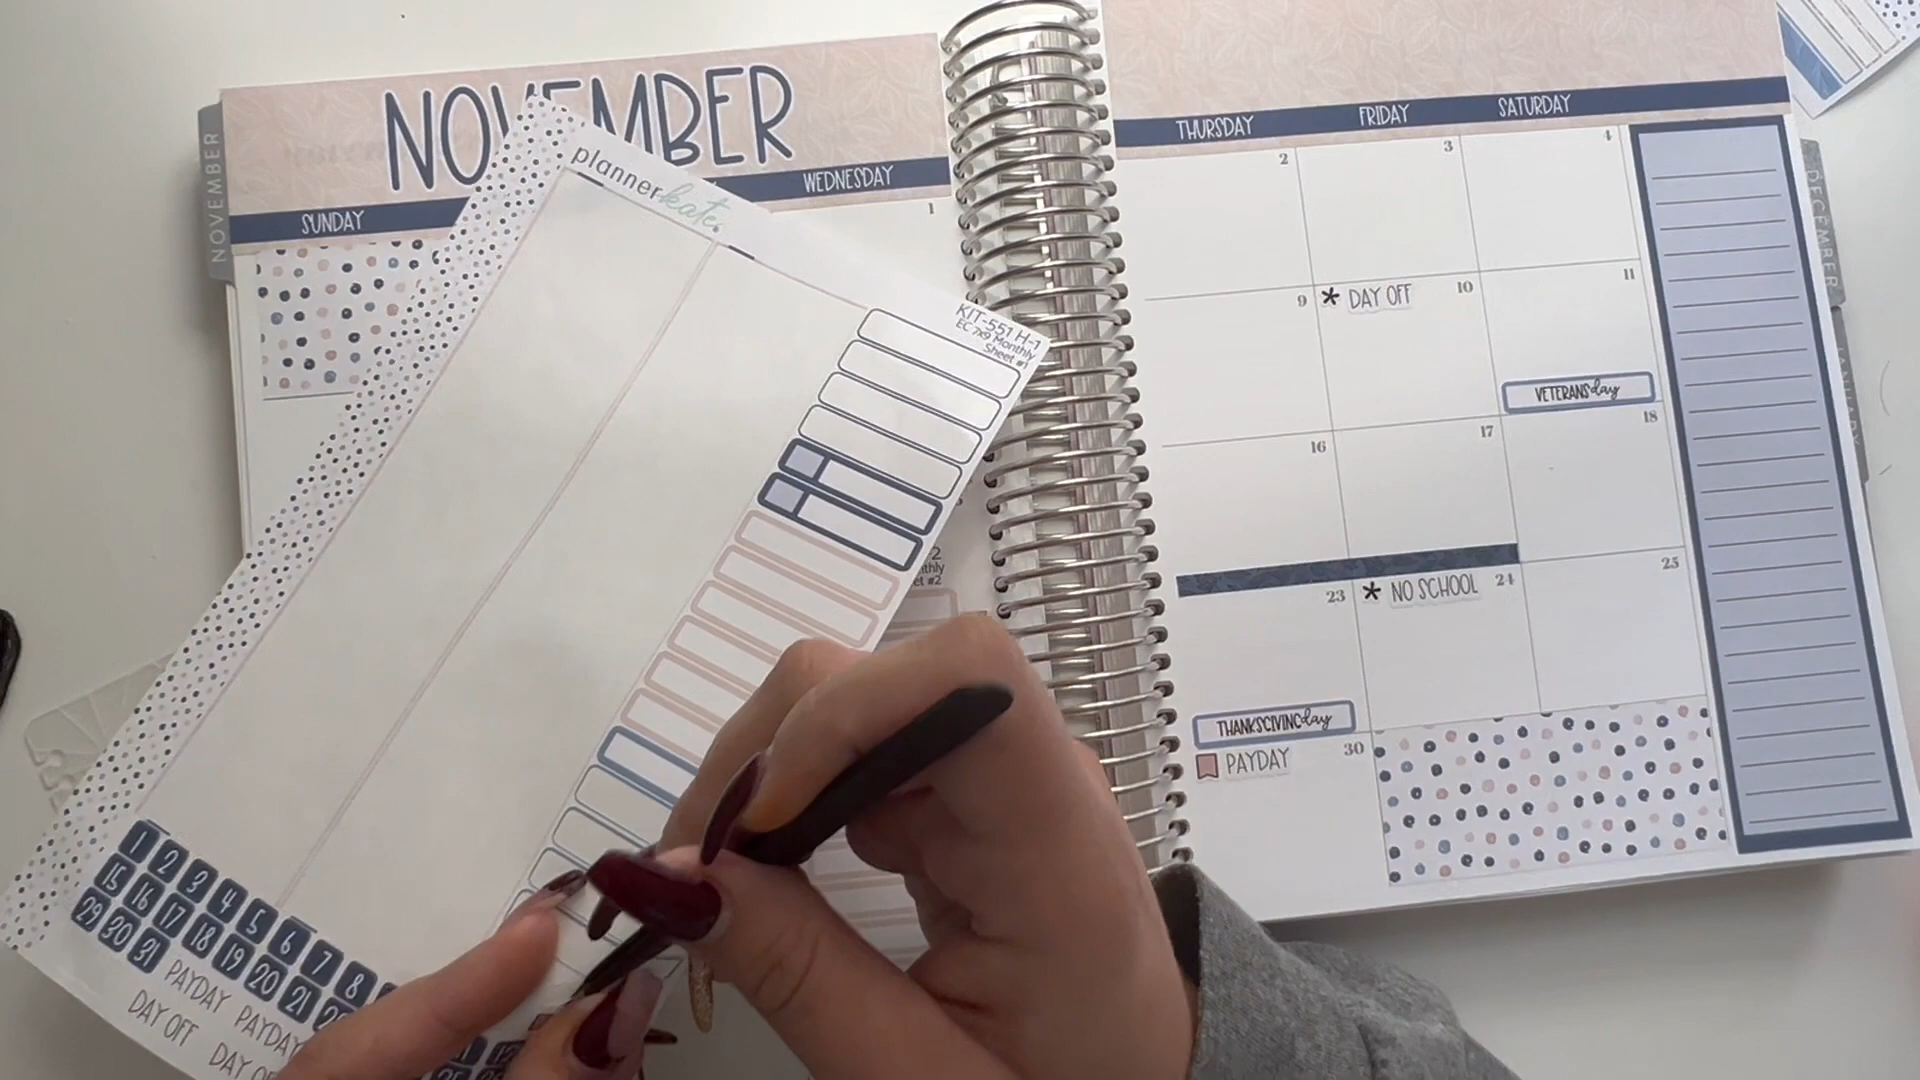 NOVEMBER
NOVEMBER
SUNDAY
WEDNESDAY
1
plannerkate.
KIT-551 H-1
EC 7x9 Monthly
Sheet #1
1 2 3 4 5 6 7 8
15 16 17 18 19 20 21
29 30 31 PAYDAY PAYDAY
DAY OFF DAY
THURSDAY FRIDAY SATURDAY
2 3 4
9 * DAY OFF 10 11
VETERANS day
16 17 18
23 * NO SCHOOL 24 25
THANKSGIVING day
PAYDAY 30
DECEMBER